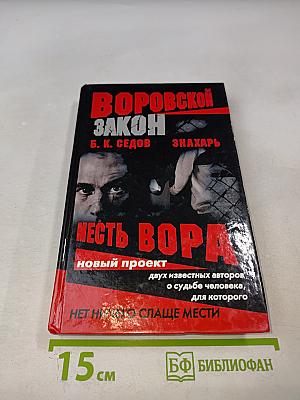 ВОРОВСКОЙ
ЗАКОН
Б. К. СЕДОВ ЗНАХАРЬ
МЕСТЬ ВОРА
новый проект
двух известных авторов
о судьбе человека,
для которого
НЕТ НИЧЕГО СЛАЩЕ МЕСТИ
15 см
БФ БИБЛИОФАН